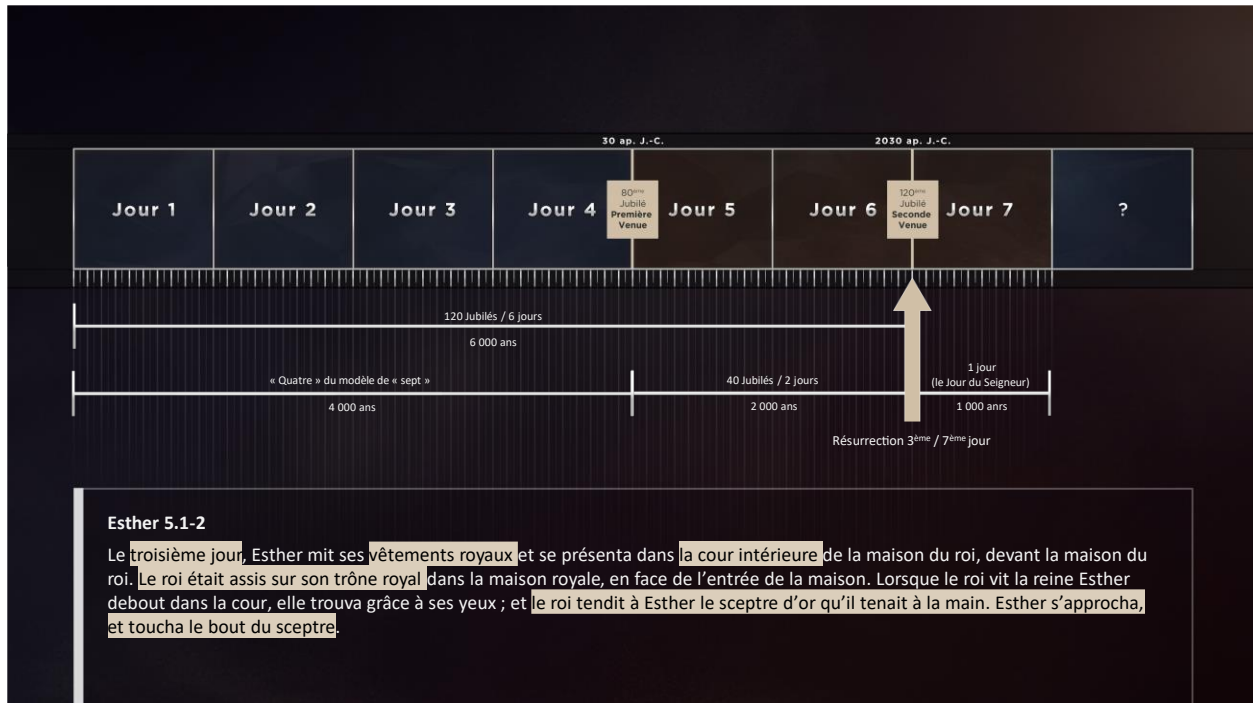 30 ap. J.-C.
2030 ap. J.-C.
Jour 1
Jour 2
Jour 3
Jour 4
80ème
Jubilé
Première
Venue
Jour 5
Jour 6
120ème
Jubilé
Seconde
Venue
Jour 7
?
120 Jubilés / 6 jours
6 000 ans
« Quatre » du modèle de « sept »
4 000 ans
40 Jubilés / 2 jours
2 000 ans
1 jour
(le Jour du Seigneur)
1 000 anrs
Résurrection 3ème / 7ème jour
Esther 5.1-2
Le troisième jour, Esther mit ses vêtements royaux et se présenta dans la cour intérieure de la maison du roi, devant la maison du
roi. Le roi était assis sur son trône royal dans la maison royale, en face de l’entrée de la maison. Lorsque le roi vit la reine Esther
debout dans la cour, elle trouva grâce à ses yeux ; et le roi tendit à Esther le sceptre d’or qu’il tenait à la main. Esther s’approcha,
et toucha le bout du sceptre.